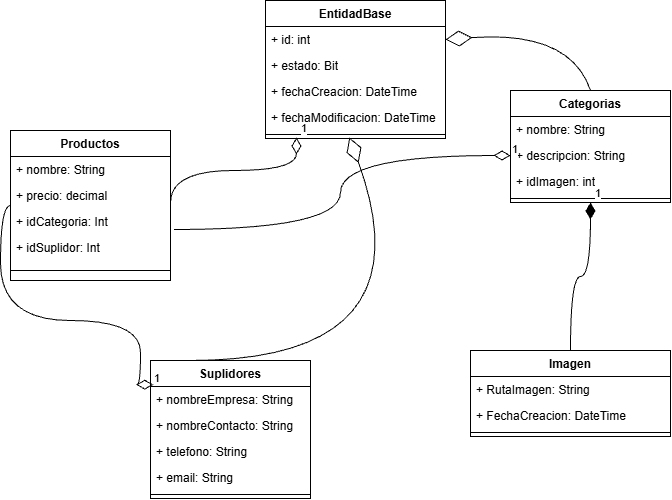 EntidadBase
+ id: int
+ estado: Bit
+ fechaCreacion: DateTime
+ fechaModificacion: DateTime
1
Categorias
+ nombre: String
+ descripcion: String
+ idImagen: int
1
1
Productos
+ nombre: String
+ precio: decimal
+ idCategoria: Int
+ idSuplidor: Int
Suplidores
+ nombreEmpresa: String
+ nombreContacto: String
+ telefono: String
+ email: String
1
Imagen
+ RutaImagen: String
+ FechaCreacion: DateTime